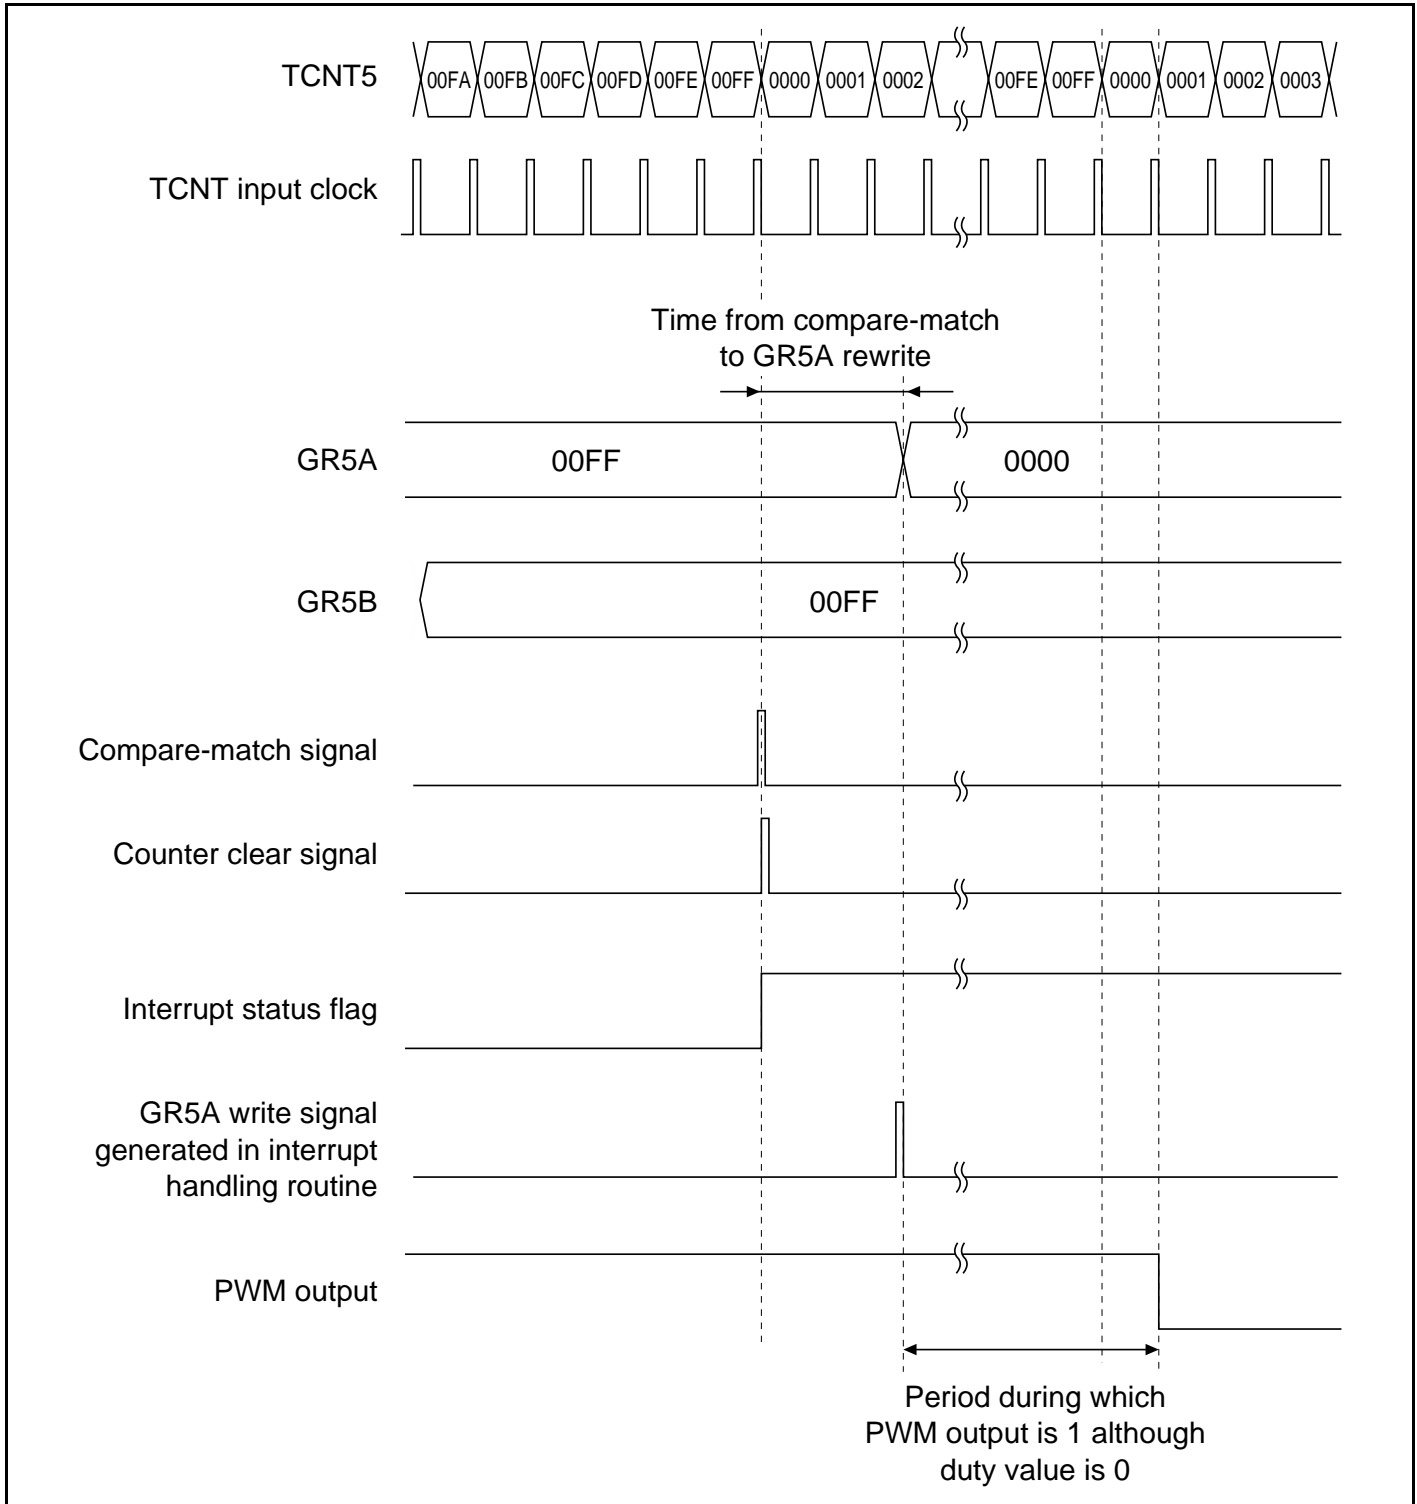 TCNT5
00FA 00FB 00FC 00FD 00FE 00FF 0000 0001 0002 00FE 00FF 0000 0001 0002 0003
TCNT input clock
Time from compare-match
to GR5A rewrite
GR5A
00FF
0000
GR5B
00FF
Compare-match signal
Counter clear signal
Interrupt status flag
GR5A write signal
generated in interrupt
handling routine
PWM output
Period during which
PWM output is 1 although
duty value is 0